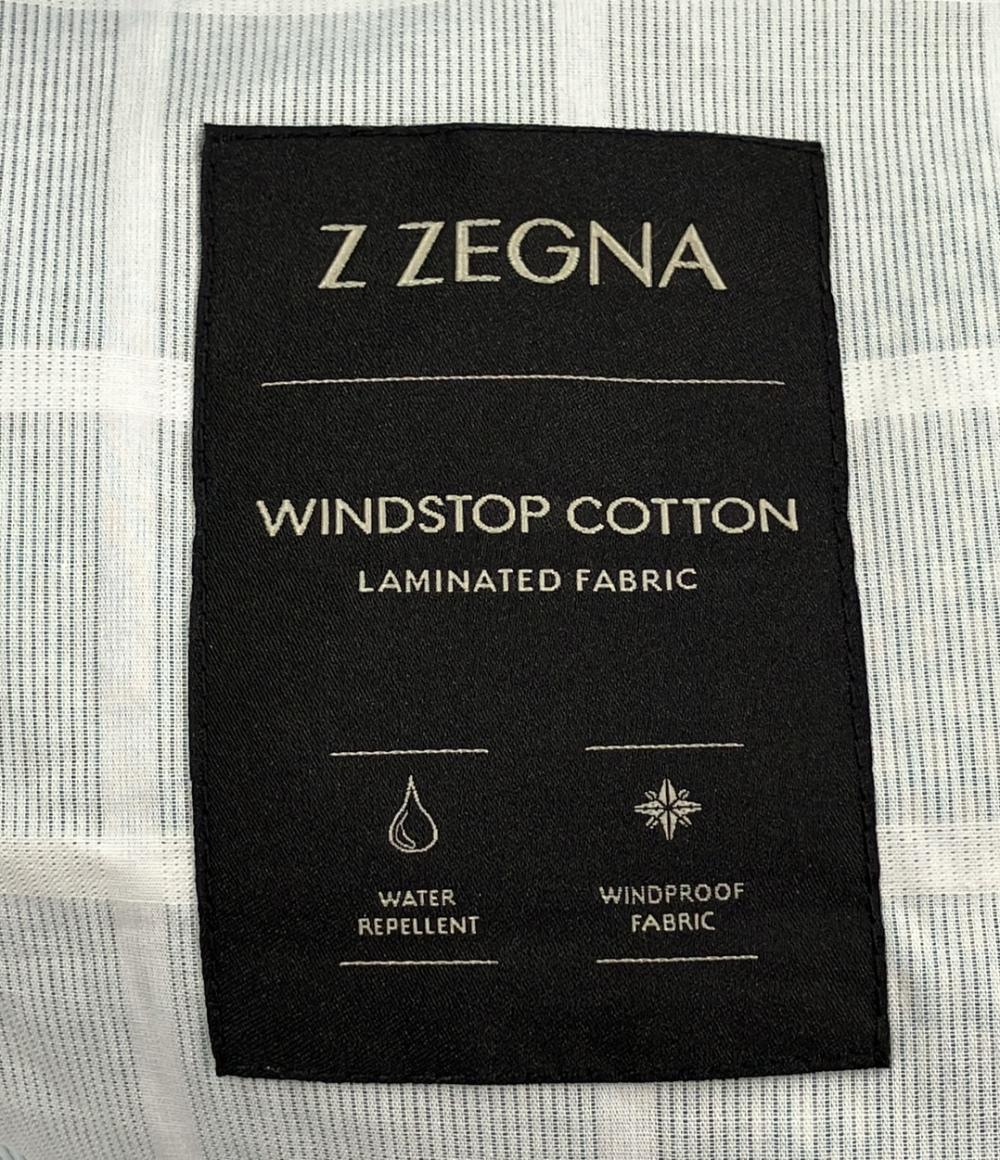 Z ZEGNA
WINDSTOP COTTON
LAMINATED FABRIC
WATER
REPELLENT
WINDPROOF
FABRIC